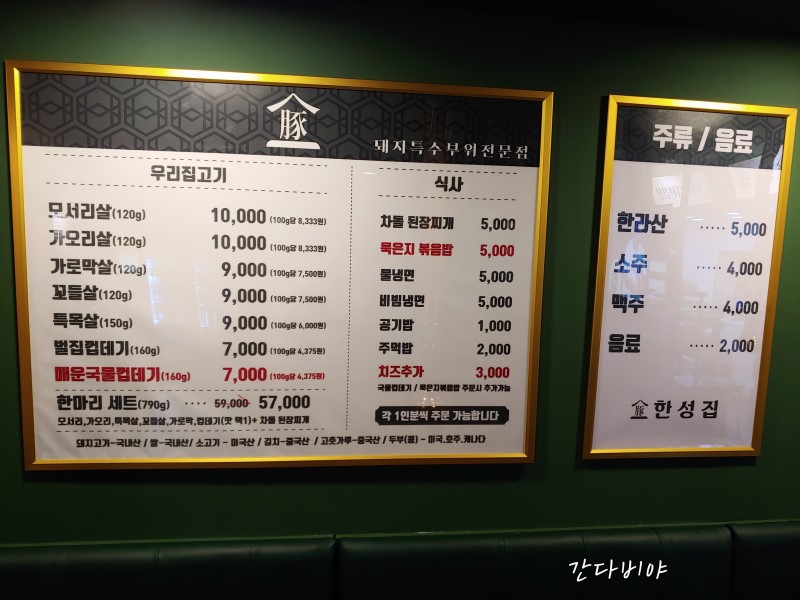 豚
돼지특수부위전문점
우리집고기
모서리살(120g) 10,000 (100g당 8,333원)
가오리살(120g) 10,000 (100g당 8,333원)
가로막살(120g) 9,000 (100g당 7,500원)
꼬들살(120g) 9,000 (100g당 7,500원)
특목살(150g) 9,000 (100g당 6,000원)
벌집컵데기(160g) 7,000 (100g당 4,375원)
매운국물컵데기(160g) 7,000 (100g당 4,375원)
한마리 세트(790g) ···· 59,000 57,000
모서리,가오리,특목살,꼬들살,가로막,컵데기(맛 택1)+ 차돌 된장찌개
식사
차돌 된장찌개 5,000
묵은지 볶음밥 5,000
물냉면 5,000
비빔냉면 5,000
공기밥 1,000
주먹밥 2,000
치즈추가 3,000
국물컵데기 / 묵은지볶음밥 주문시 추가가능
각 1인분씩 주문 가능합니다
돼지고기-국내산 / 쌀-국내산/ 소고기 - 미국산 / 김치-중국산 / 고춧가루-중국산 / 두부(콩) - 미국,호주,캐나다
주류 / 음료
한라산 ····· 5,000
소주 ····· 4,000
맥주 ····· 4,000
음료 ····· 2,000
한성집
간다비야